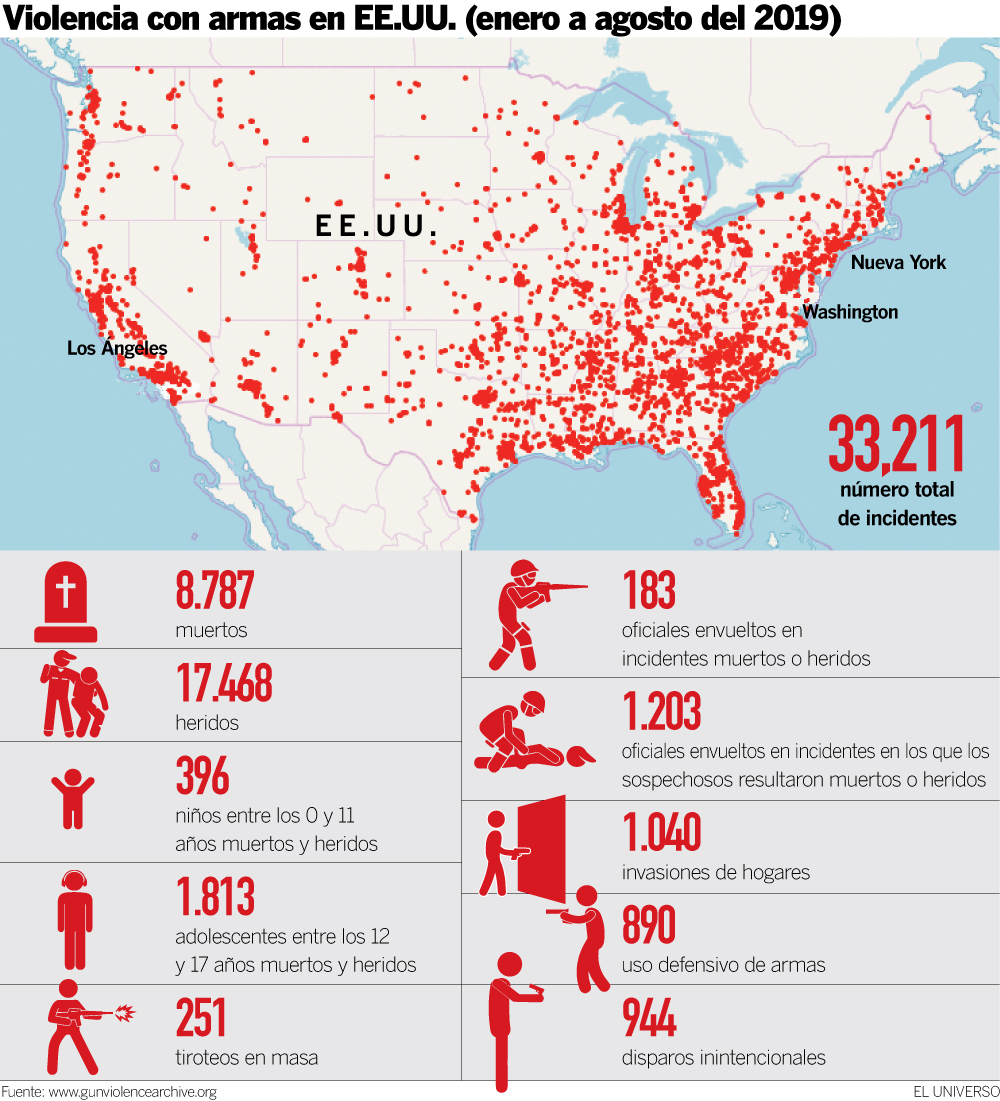 Violencia con armas en EE.UU. (enero a agosto del 2019)
EE.UU.
Nueva York
Washington
Los Ángeles
33,211
número total
de incidentes
8.787
muertos
17.468
heridos
396
niños entre los 0 y 11
años muertos y heridos
1.813
adolescentes entre los 12
y 17 años muertos y heridos
251
tiroteos en masa
183
oficiales envueltos en
incidentes muertos o heridos
1.203
oficiales envueltos en incidentes en los que los
sospechosos resultaron muertos o heridos
1.040
invasiones de hogares
890
uso defensivo de armas
944
disparos inintencionales
Fuente: www.gunviolencearchive.org
EL UNIVERSO